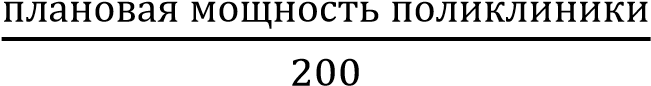 плановая мощность поликлиники
200